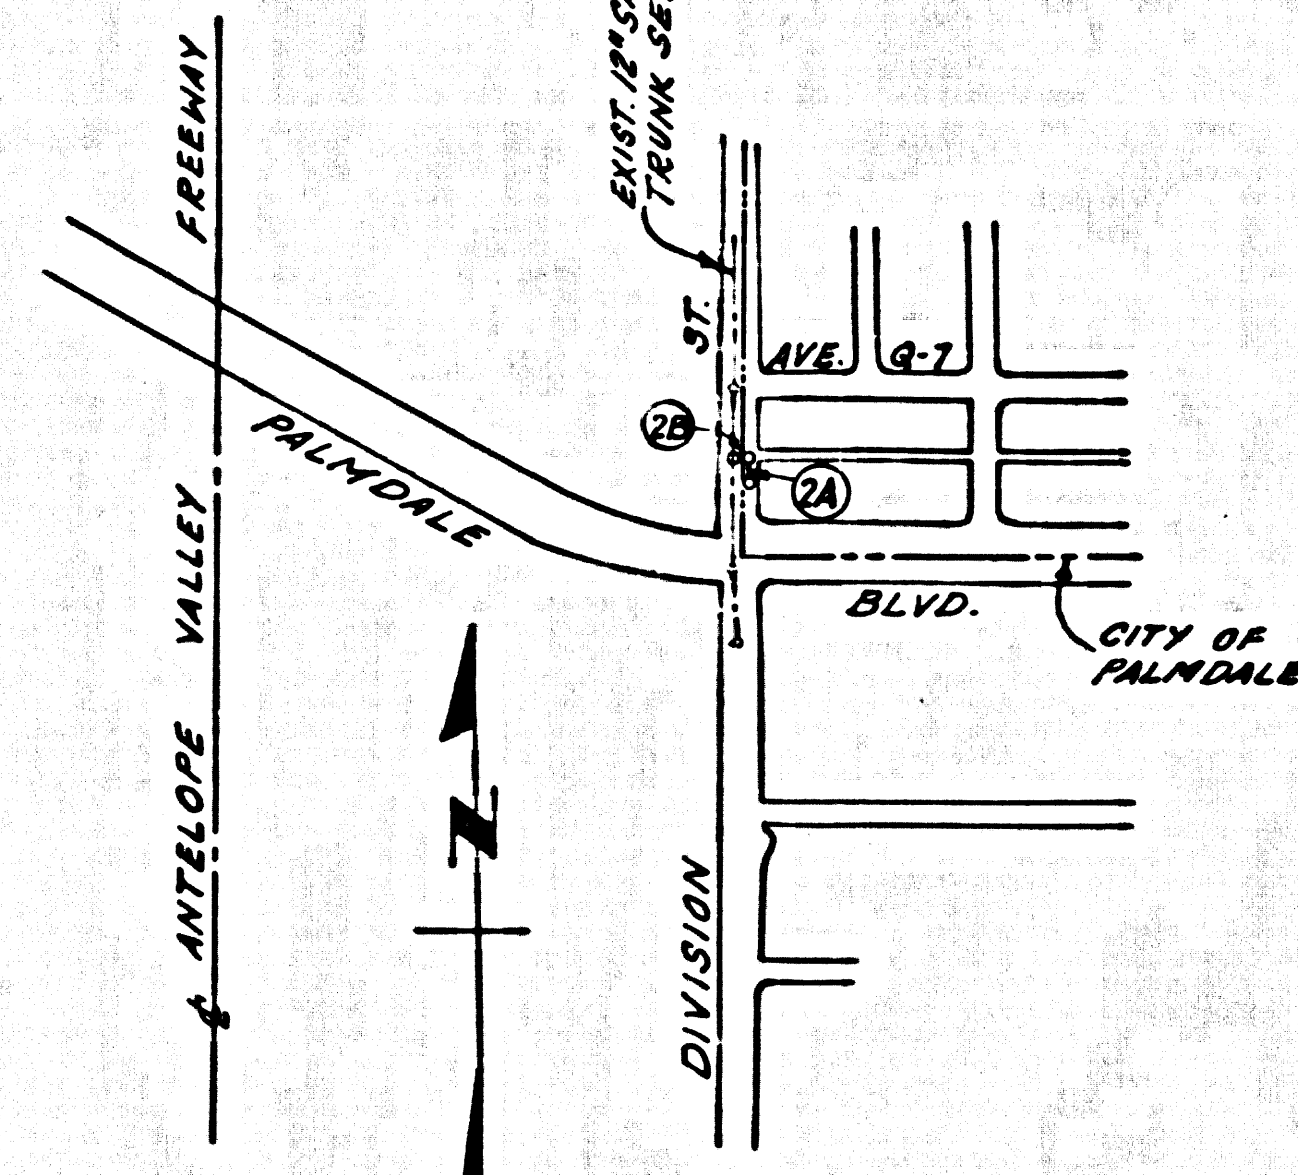 EXIST. 12"
TRUNK
FREEWAY
ST.
AVE. Q-7
2B
2A
PALMDALE
BLVD.
VALLEY
CITY OF
PALMDALE
ANTELOPE
N
DIVISION
℄